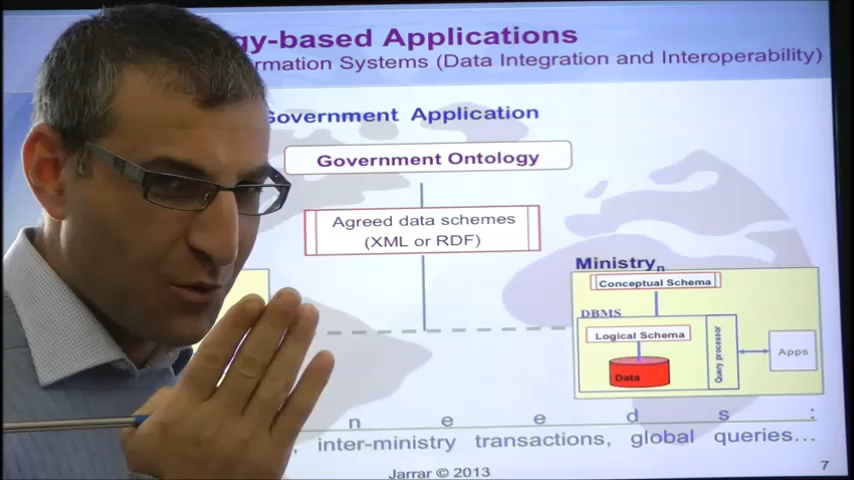 gy-based Applications
rmation Systems (Data Integration and Interoperability)
Government Application
Government Ontology
Agreed data schemes
(XML or RDF)
Ministryn
Conceptual Schema
DBMS
Logical Schema
Query processor
Data
Apps
n e e d s :
, inter-ministry transactions, global queries…
Jarrar © 2013
7